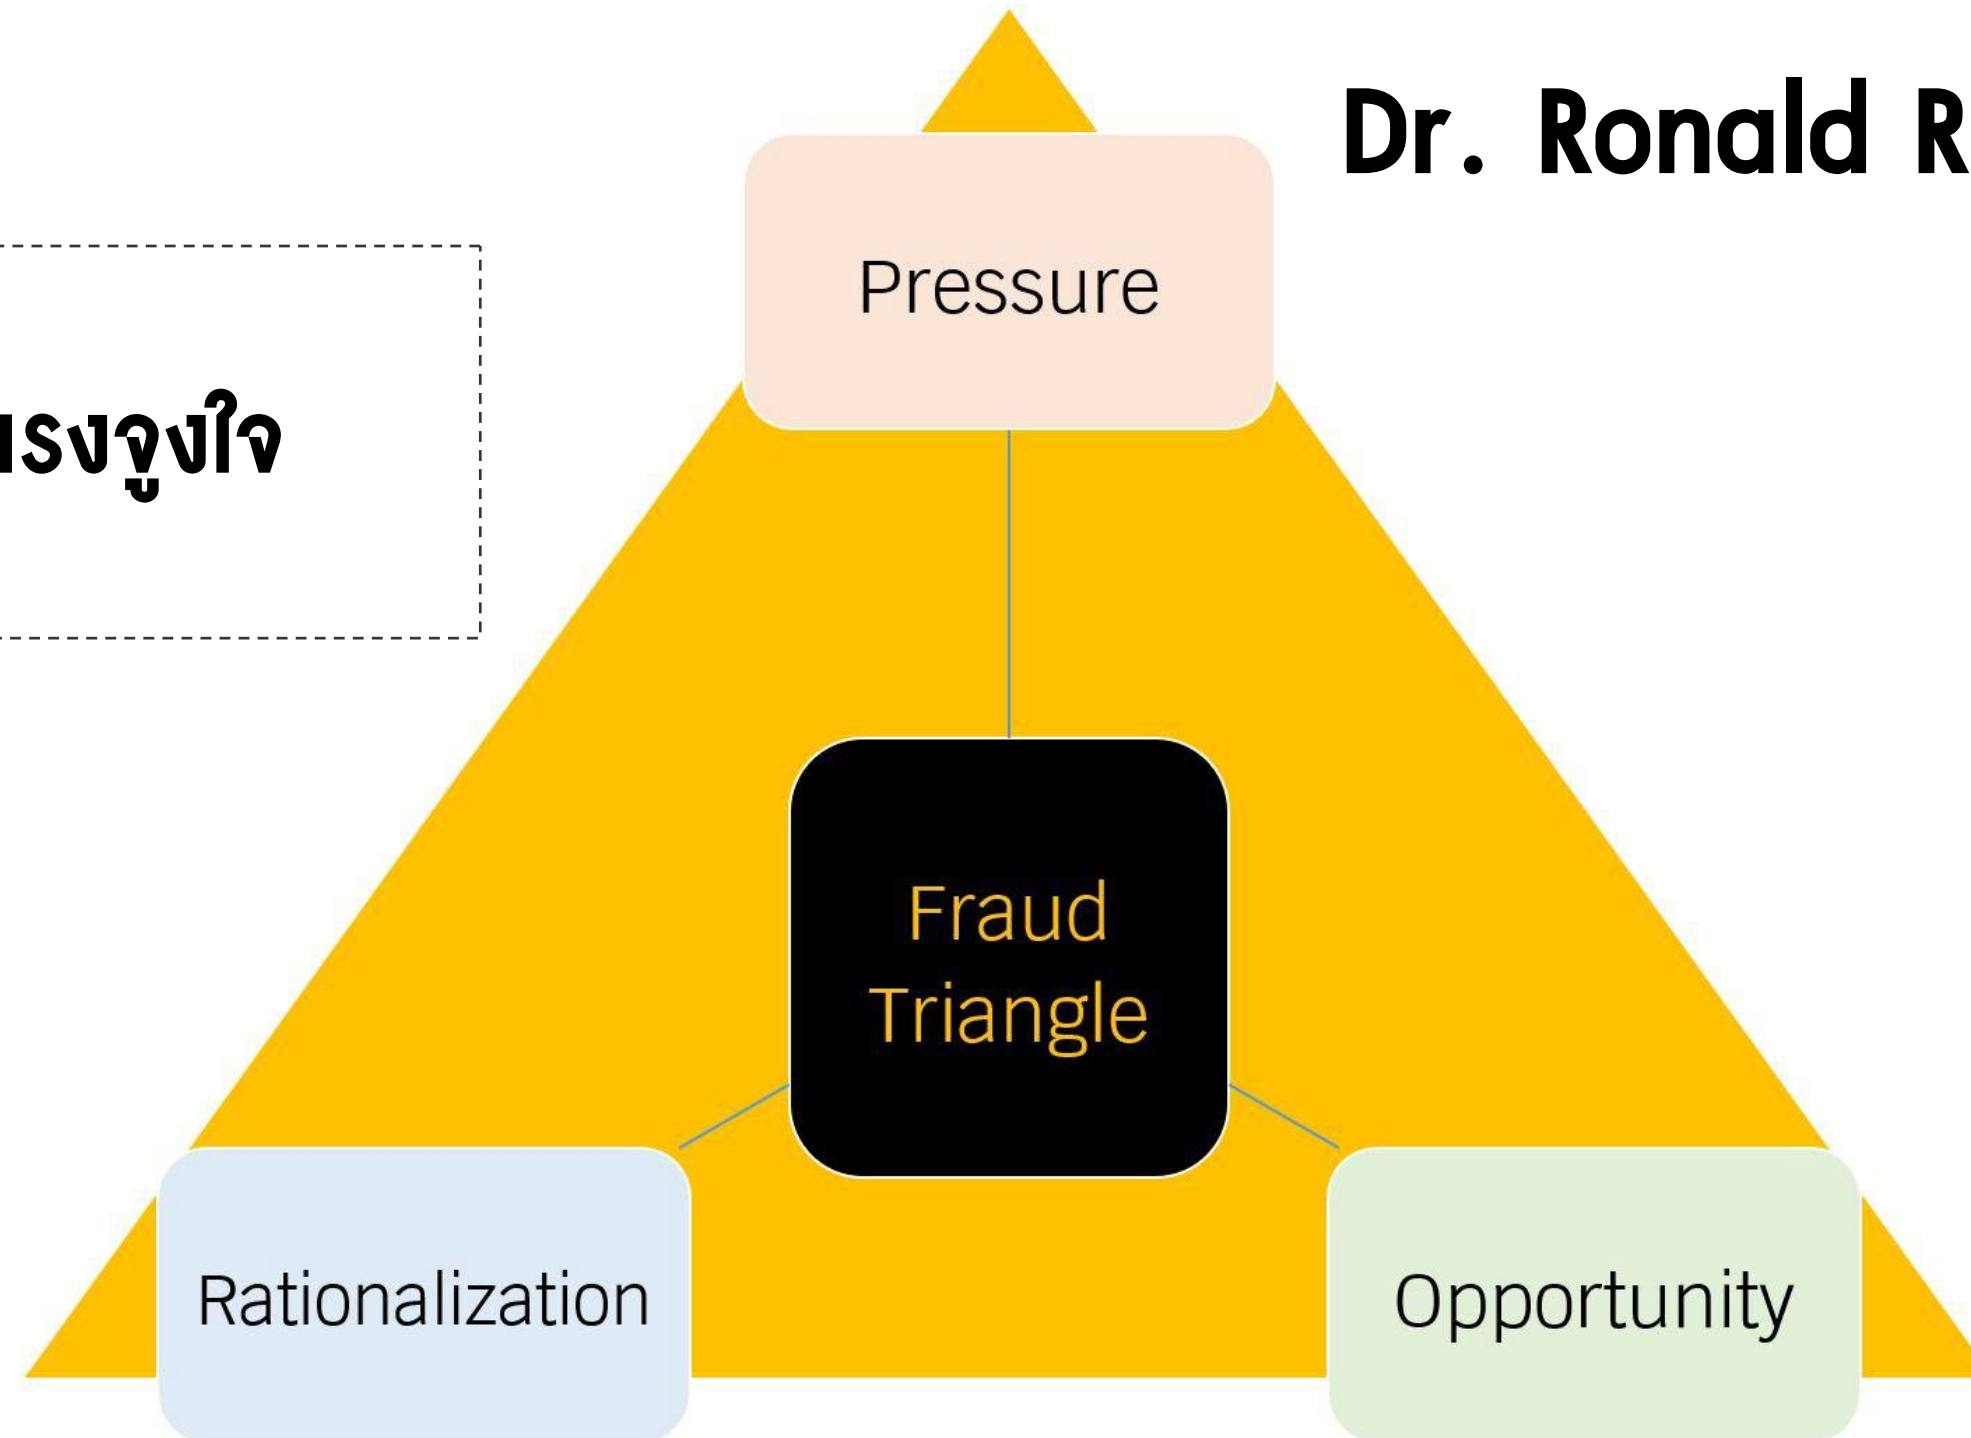 Dr. Ronald R
Pressure
แรงจูงใจ
Fraud
Triangle
Rationalization
Opportunity